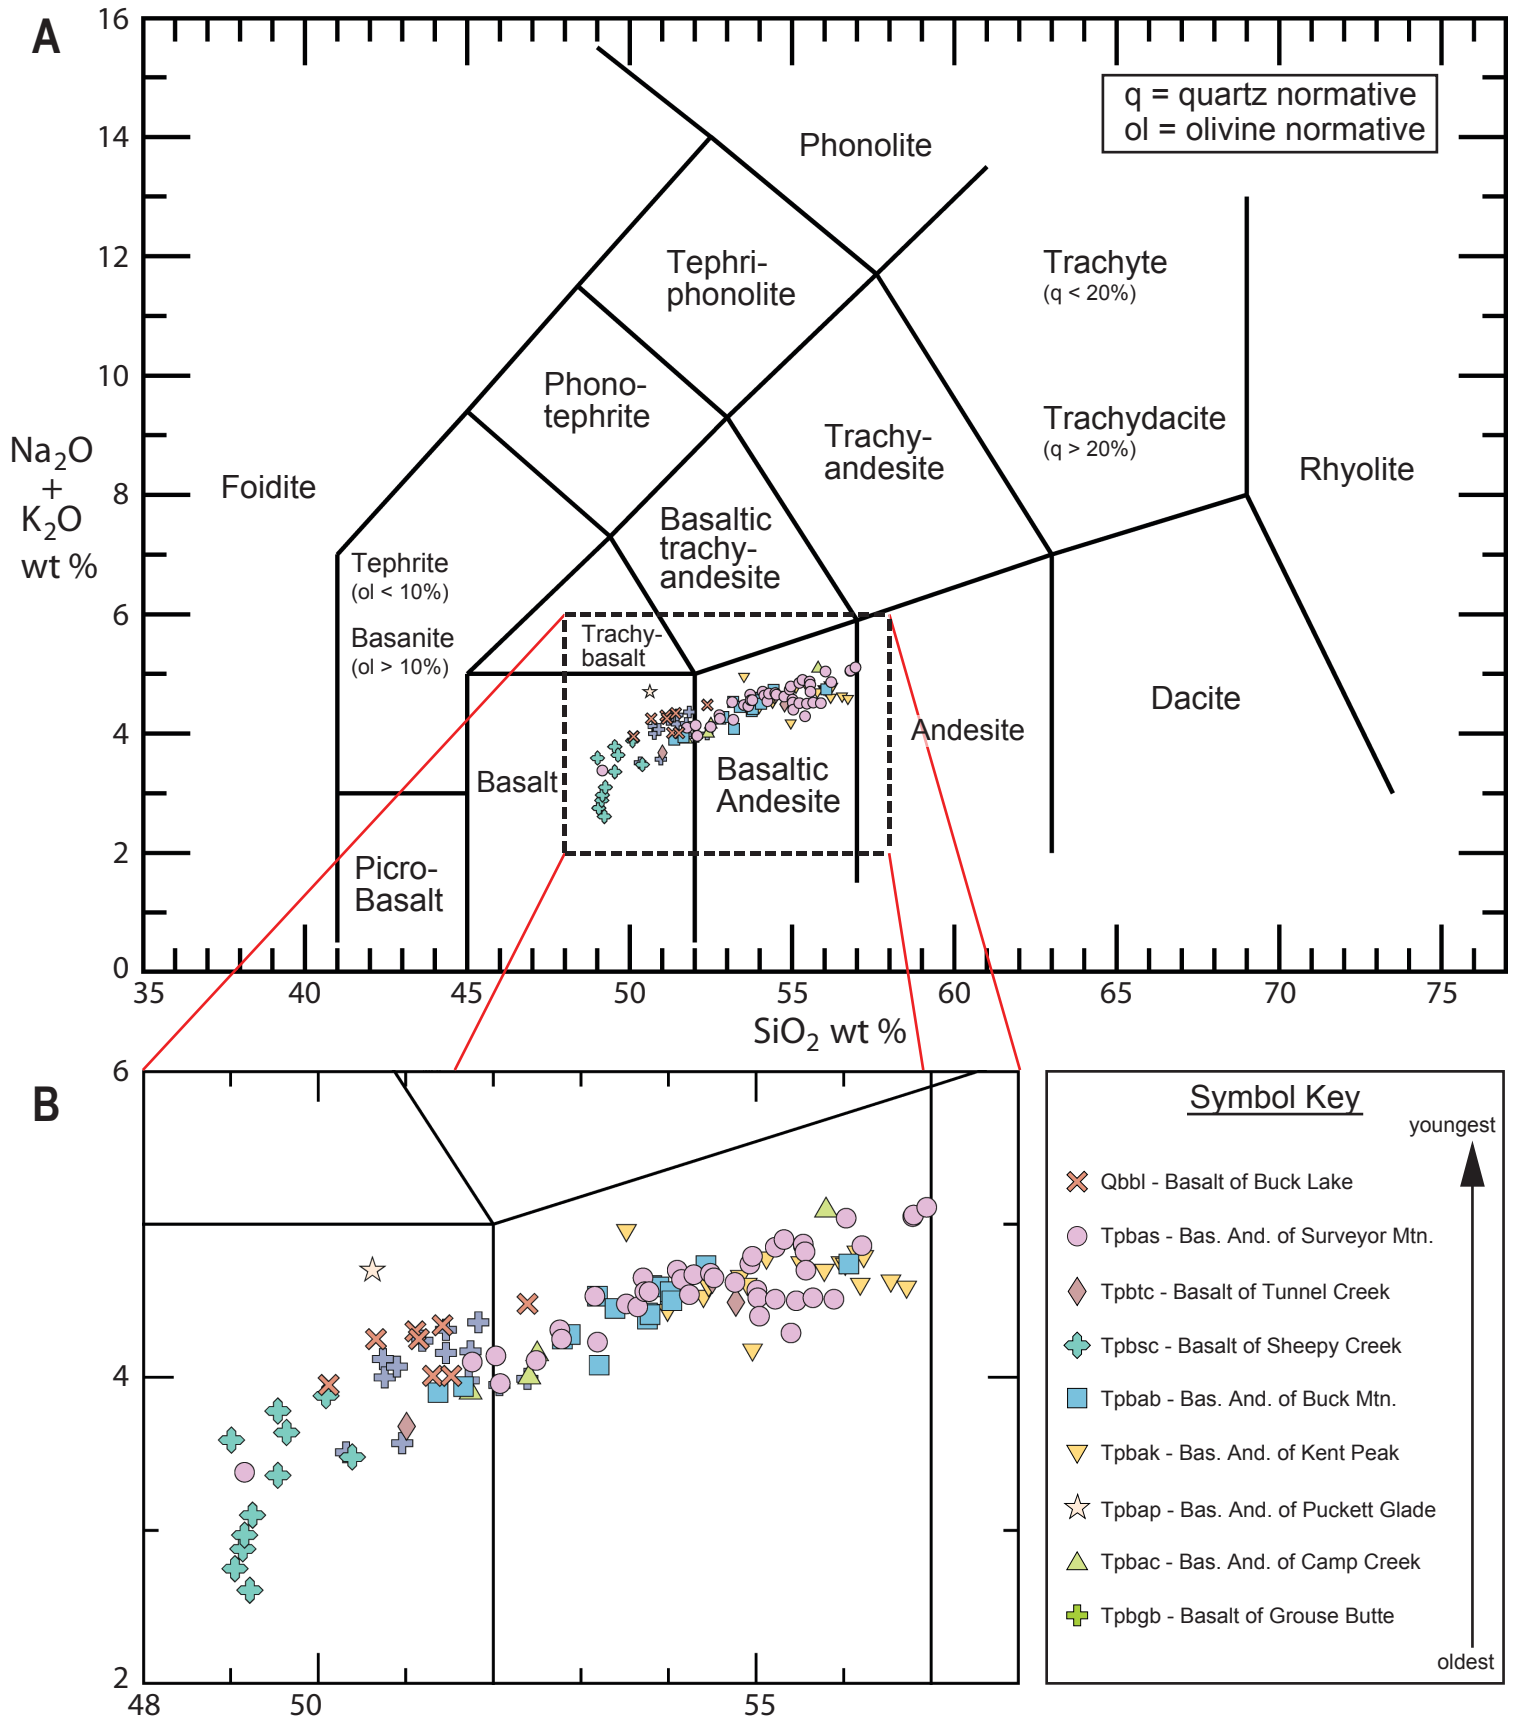 A
16
14
12
10
8
6
4
2
0
Na₂O
+
K₂O
wt %
35
40
45
50
55
60
65
70
75
SiO₂ wt %
q = quartz normative
ol = olivine normative
Phonolite
Tephri-
phonolite
Trachyte
(q < 20%)
Phono-
tephrite
Trachy-
andesite
Trachydacite
(q > 20%)
Rhyolite
Foidite
Basaltic
trachy-
andesite
Tephrite
(ol < 10%)
Basanite
(ol > 10%)
Trachy-
basalt
Basalt
Basaltic
Andesite
Andesite
Dacite
Picro-
Basalt
B
6
4
2
48
50
55
Symbol Key
youngest
Qbbl - Basalt of Buck Lake
Tpbas - Bas. And. of Surveyor Mtn.
Tpbtc - Basalt of Tunnel Creek
Tpbsc - Basalt of Sheepy Creek
Tpbab - Bas. And. of Buck Mtn.
Tpbak - Bas. And. of Kent Peak
Tpbap - Bas. And. of Puckett Glade
Tpbac - Bas. And. of Camp Creek
Tpbgb - Basalt of Grouse Butte
oldest